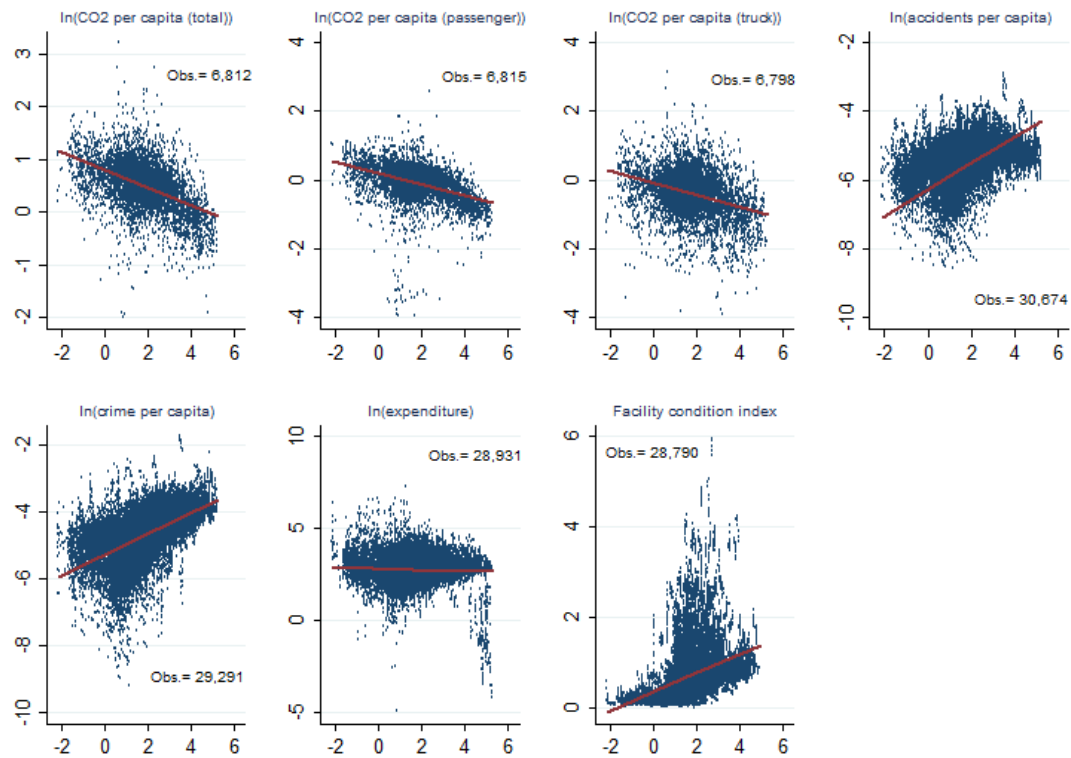 ln(CO2 per capita (total))
3
2
1
0
-1
-2
Obs.= 6,812
-2 0 2 4 6
ln(CO2 per capita (passenger))
4
2
0
-2
-4
Obs.= 6,815
-2 0 2 4 6
ln(CO2 per capita (truck))
4
2
0
-2
-4
Obs.= 6,798
-2 0 2 4 6
ln(accidents per capita)
-2
-4
-6
-8
-10
Obs.= 30,674
-2 0 2 4 6
ln(crime per capita)
-2
-4
-6
-8
-10
Obs.= 29,291
-2 0 2 4 6
ln(expenditure)
10
5
0
-5
Obs.= 28,931
-2 0 2 4 6
Facility condition index
6
4
2
0
Obs.= 28,790
-2 0 2 4 6